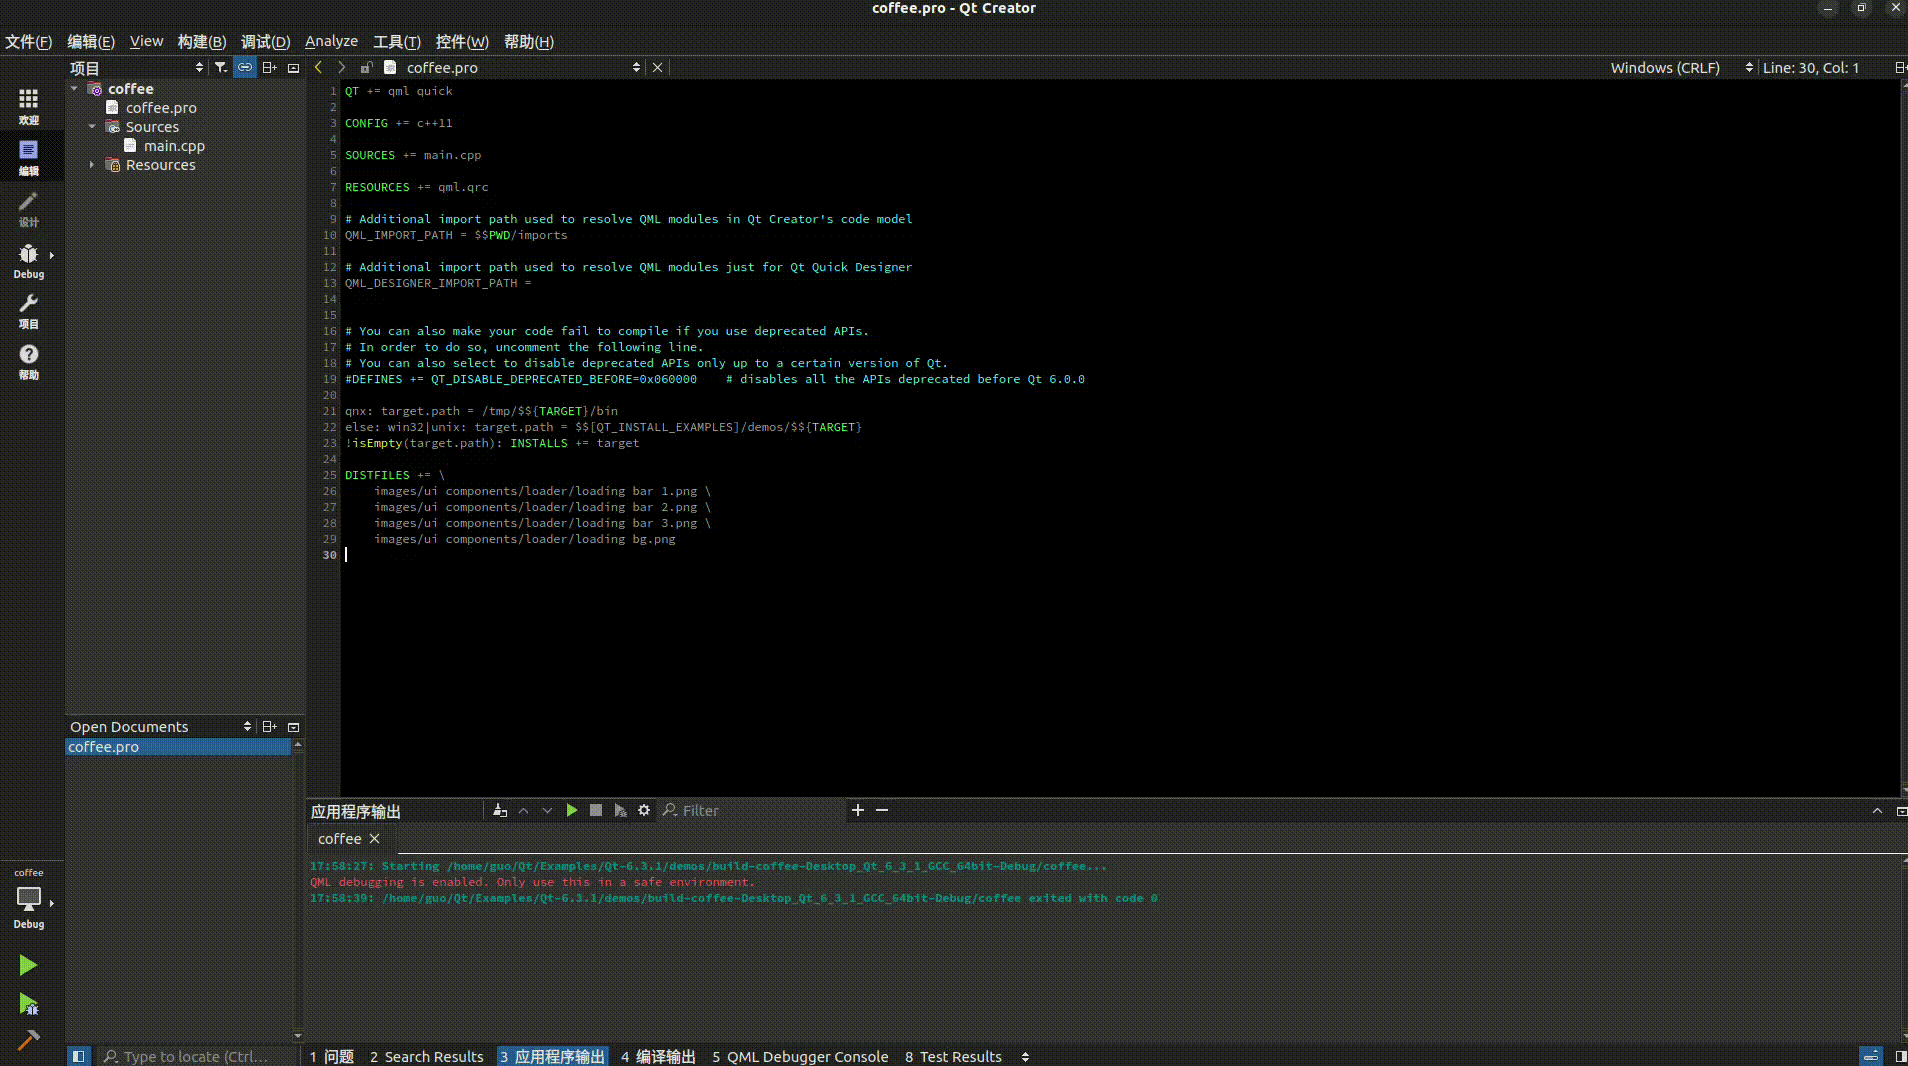 coffee.pro - Qt Creator
文件(F) 编辑(E) View 构建(B) 调试(D) Analyze 工具(T) 控件(W) 帮助(H)
项目
coffee.pro
Windows (CRLF)
Line: 30, Col: 1
欢迎
编辑
设计
Debug
项目
帮助
coffee
coffee.pro
Sources
main.cpp
Resources
1 QT += qml quick
2
3 CONFIG += c++11
4
5 SOURCES += main.cpp
6
7 RESOURCES += qml.qrc
8
9 # Additional import path used to resolve QML modules in Qt Creator's code model
10 QML_IMPORT_PATH = $$PWD/imports
11
12 # Additional import path used to resolve QML modules just for Qt Quick Designer
13 QML_DESIGNER_IMPORT_PATH =
14
15
16 # You can also make your code fail to compile if you use deprecated APIs.
17 # In order to do so, uncomment the following line.
18 # You can also select to disable deprecated APIs only up to a certain version of Qt.
19 #DEFINES += QT_DISABLE_DEPRECATED_BEFORE=0x060000    # disables all the APIs deprecated before Qt 6.0.0
20
21 qnx: target.path = /tmp/$${TARGET}/bin
22 else: win32|unix: target.path = $$[QT_INSTALL_EXAMPLES]/demos/$${TARGET}
23 !isEmpty(target.path): INSTALLS += target
24
25 DISTFILES += \
26     images/ui components/loader/loading bar 1.png \
27     images/ui components/loader/loading bar 2.png \
28     images/ui components/loader/loading bar 3.png \
29     images/ui components/loader/loading bg.png
30
Open Documents
coffee.pro
应用程序输出
Filter
coffee
17:58:27: Starting /home/guo/Qt/Examples/Qt-6.3.1/demos/build-coffee-Desktop_Qt_6_3_1_GCC_64bit-Debug/coffee...
QML debugging is enabled. Only use this in a safe environment.
17:58:39: /home/guo/Qt/Examples/Qt-6.3.1/demos/build-coffee-Desktop_Qt_6_3_1_GCC_64bit-Debug/coffee exited with code 0
coffee
Debug
Type to locate (Ctrl...
1 问题 2 Search Results 3 应用程序输出 4 编译输出 5 QML Debugger Console 8 Test Results